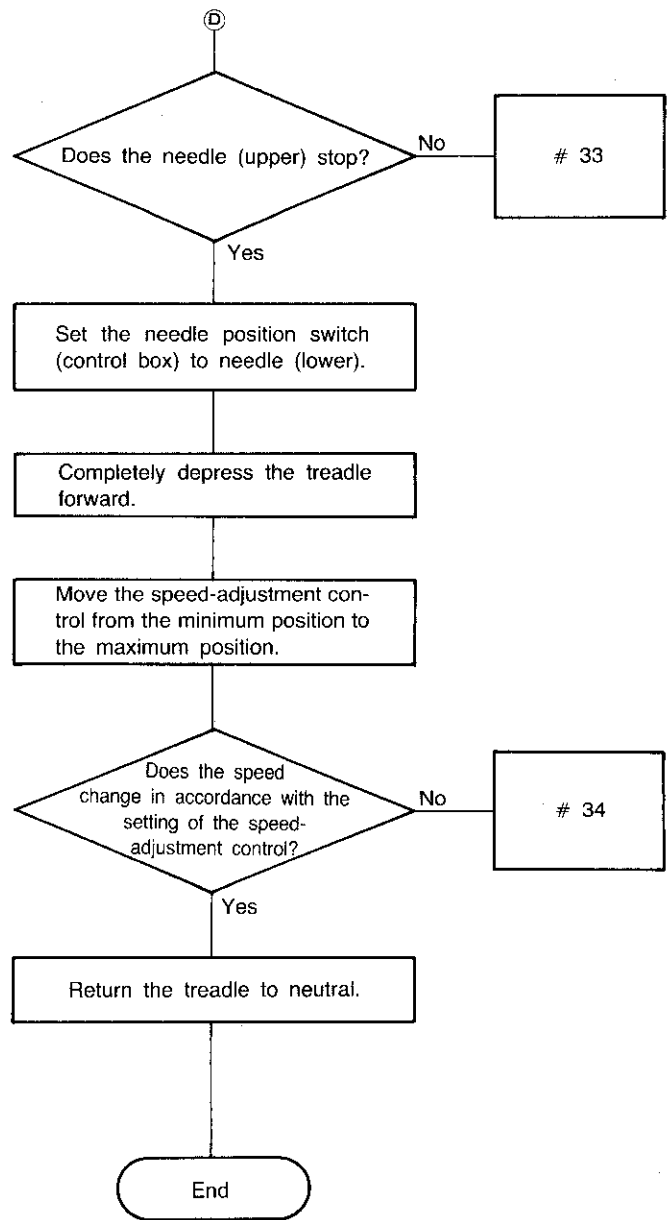 D
Does the needle (upper) stop?
No
# 33
Yes
Set the needle position switch
(control box) to needle (lower).
Completely depress the treadle
forward.
Move the speed-adjustment con-
trol from the minimum position to
the maximum position.
Does the speed
change in accordance with the
setting of the speed-
adjustment control?
No
# 34
Yes
Return the treadle to neutral.
End